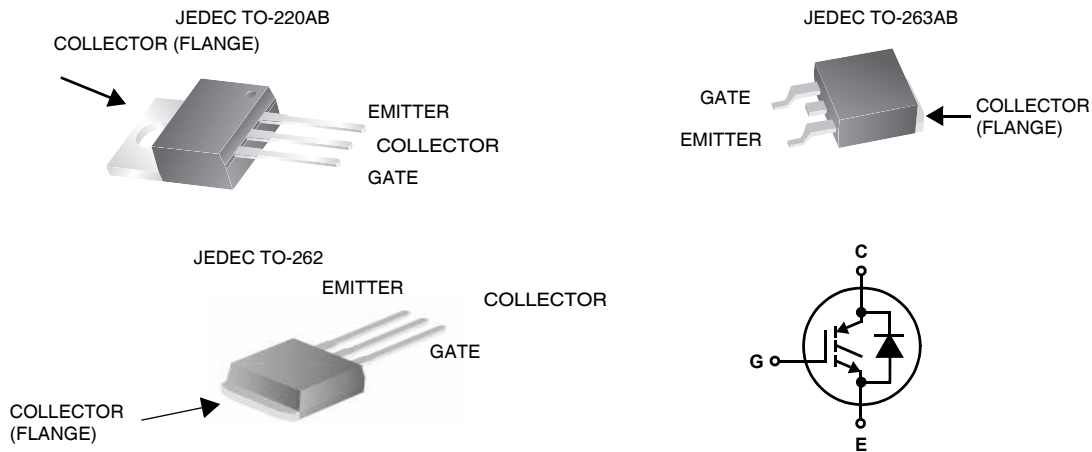 JEDEC TO-220AB
COLLECTOR (FLANGE)
EMITTER
COLLECTOR
GATE
JEDEC TO-263AB
GATE
EMITTER
COLLECTOR
(FLANGE)
JEDEC TO-262
EMITTER
COLLECTOR
GATE
COLLECTOR
(FLANGE)
C
G
E